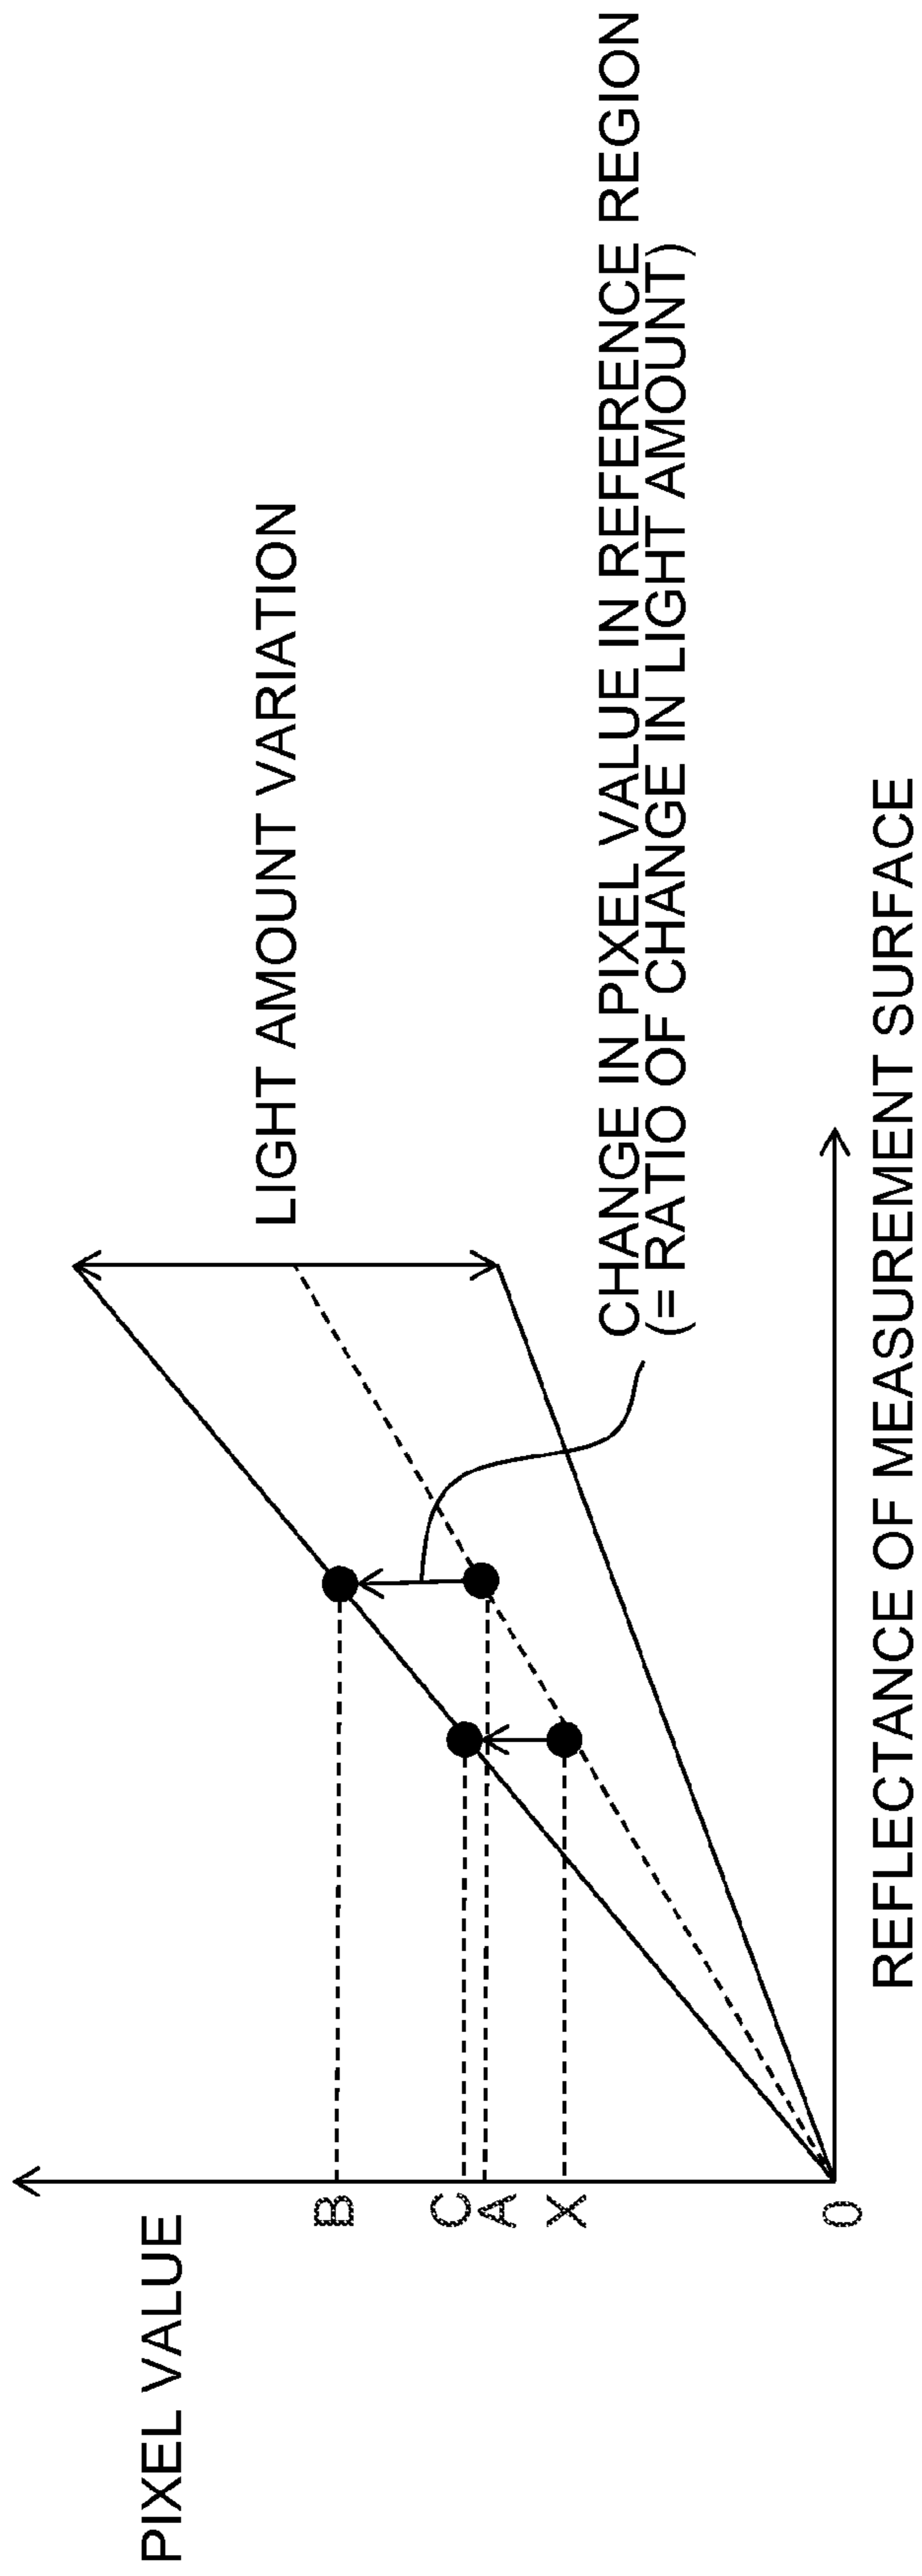 PIXEL VALUE
B
C
A
X
0
LIGHT AMOUNT VARIATION
CHANGE IN PIXEL VALUE IN REFERENCE REGION
(= RATIO OF CHANGE IN LIGHT AMOUNT)
REFLECTANCE OF MEASUREMENT SURFACE